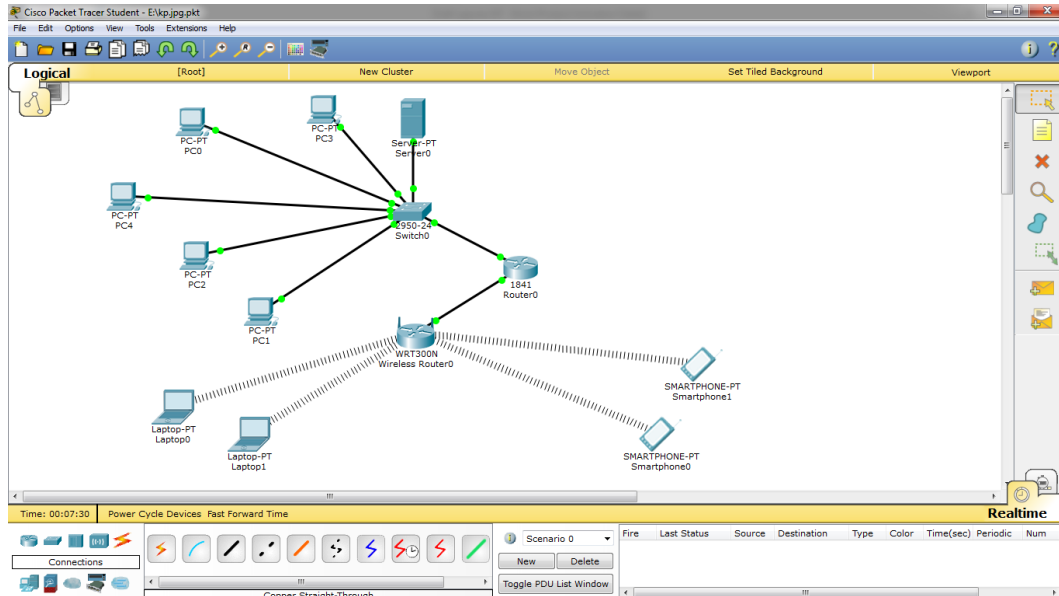 Cisco Packet Tracer Student - E:\kp.jpg.pkt
File Edit Options View Tools Extensions Help
Logical [Root] New Cluster Move Object Set Tiled Background Viewport
PC-PT
PC0
PC-PT
PC3
Server-PT
Server0
PC-PT
PC4
2950-24
Switch0
PC-PT
PC2
1841
Router0
PC-PT
PC1
WRT300N
Wireless Router0
SMARTPHONE-PT
Smartphone1
Laptop-PT
Laptop0
Laptop-PT
Laptop1
SMARTPHONE-PT
Smartphone0
Time: 00:07:30 Power Cycle Devices Fast Forward Time Realtime
Connections
Copper Straight-Through
Scenario 0
New Delete
Toggle PDU List Window
Fire Last Status Source Destination Type Color Time(sec) Periodic Num